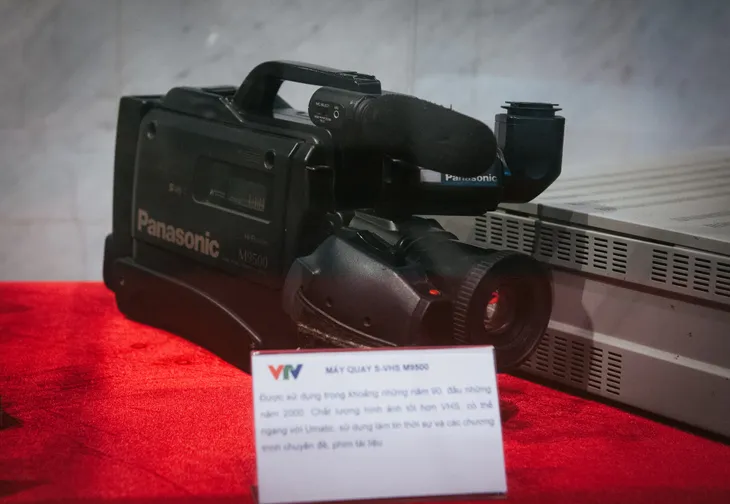 Panasonic
Panasonic
M9500
VTV
MÁY QUAY S-VHS M9500
Được sử dụng trong khoảng những năm 90, đầu những
năm 2000. Chất lượng hình ảnh tốt hơn VHS, có thể
ngang với Umatic, sử dụng làm tin thời sự và các chương
trình chuyên đề, phim tài liệu.